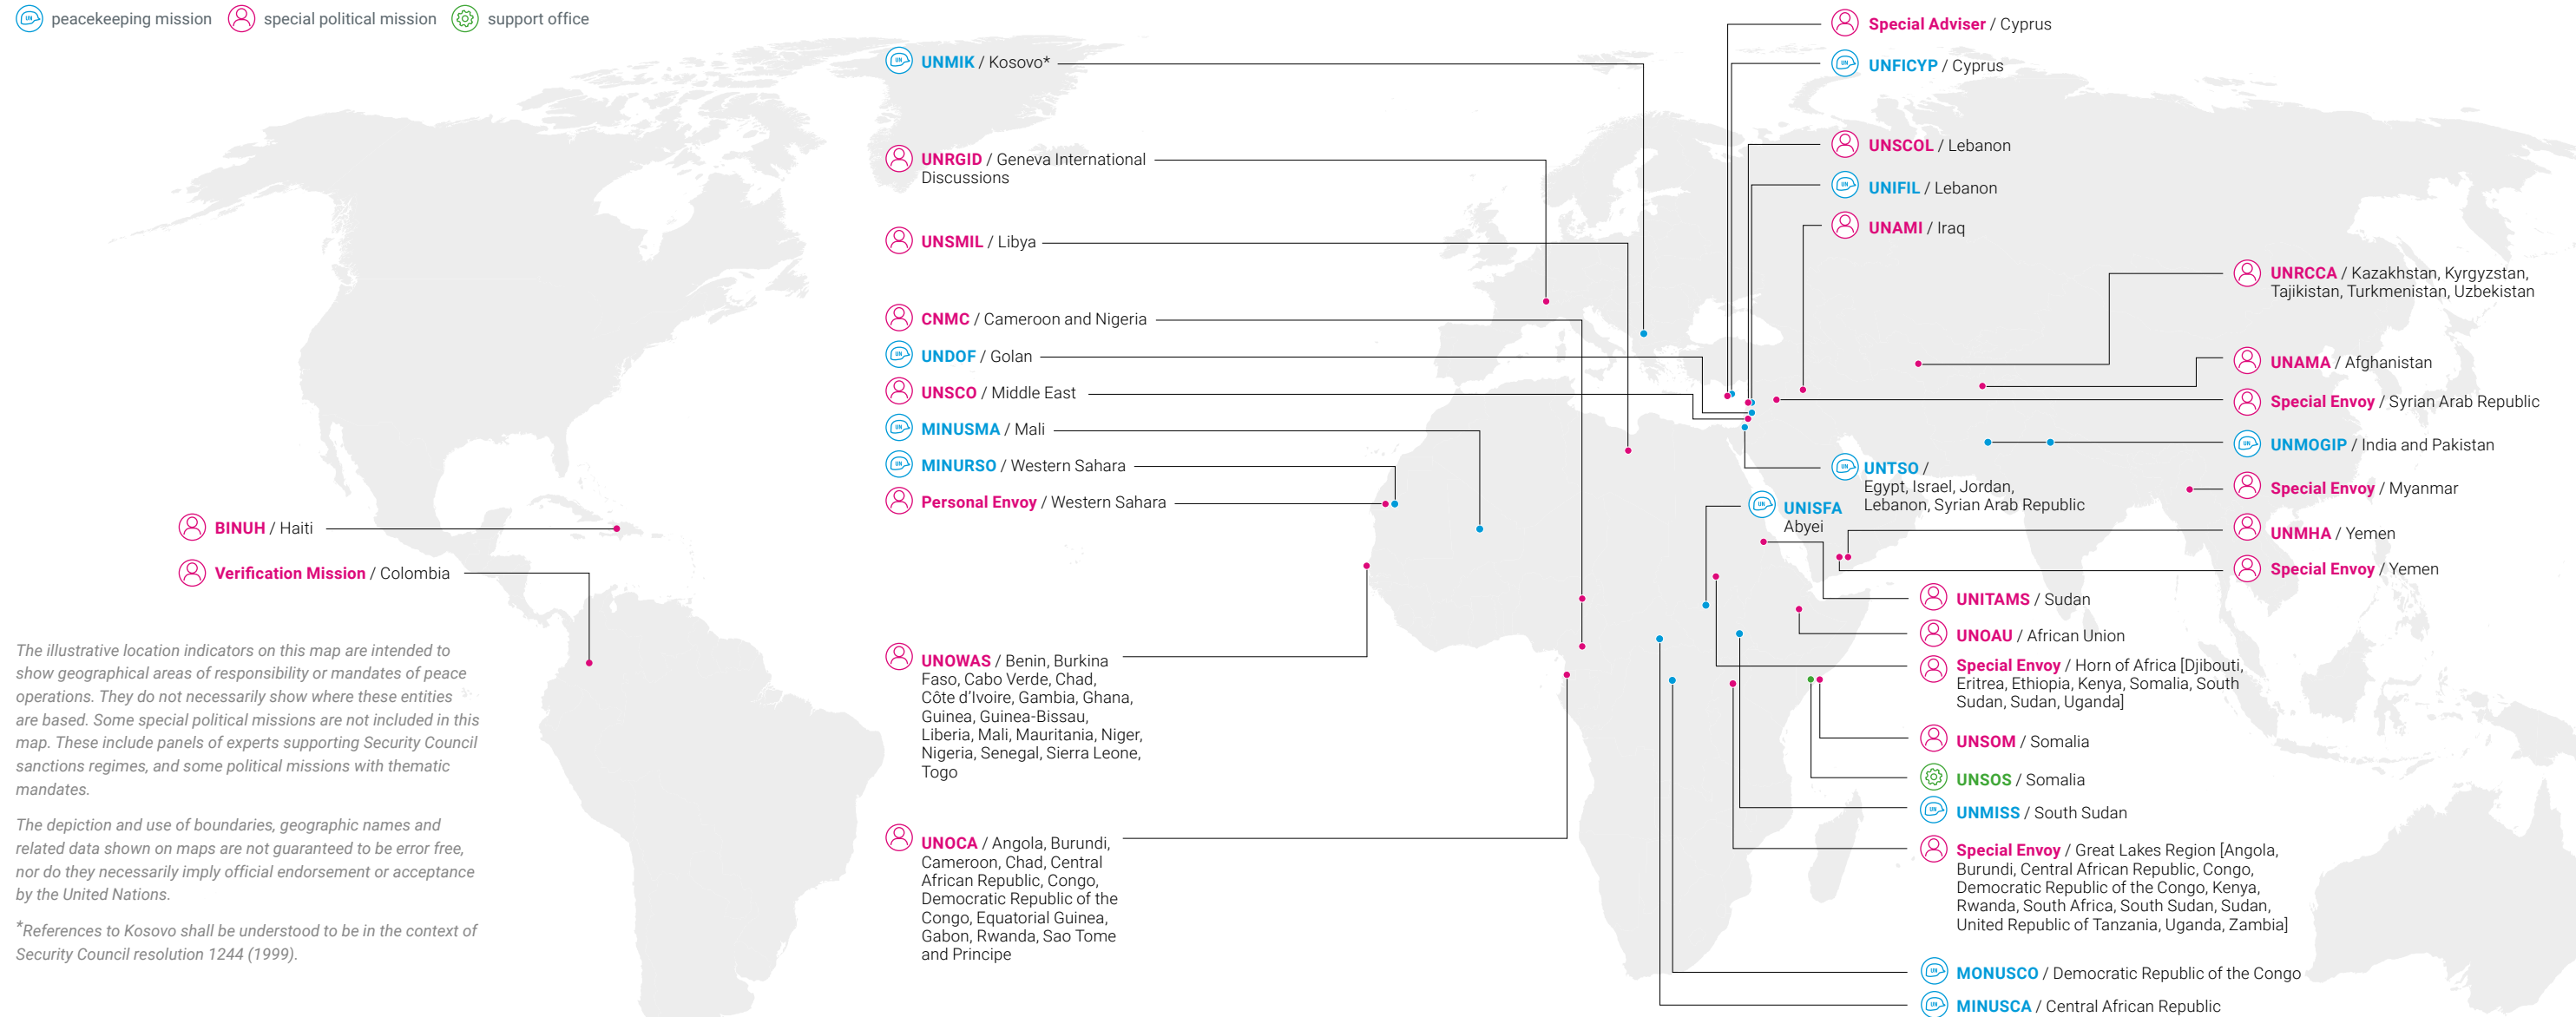 peacekeeping mission special political mission support office
UNMIK / Kosovo*
UNRGID / Geneva International
Discussions
UNSMIL / Libya
CNMC / Cameroon and Nigeria
UNDOF / Golan
UNSCO / Middle East
MINUSMA / Mali
MINURSO / Western Sahara
Personal Envoy / Western Sahara
BINUH / Haiti
Verification Mission / Colombia
UNOWAS / Benin, Burkina
Faso, Cabo Verde, Chad,
Côte d’Ivoire, Gambia, Ghana,
Guinea, Guinea-Bissau,
Liberia, Mali, Mauritania, Niger,
Nigeria, Senegal, Sierra Leone,
Togo
UNOCA / Angola, Burundi,
Cameroon, Chad, Central
African Republic, Congo,
Democratic Republic of the
Congo, Equatorial Guinea,
Gabon, Rwanda, Sao Tome
and Principe
Special Adviser / Cyprus
UNFICYP / Cyprus
UNSCOL / Lebanon
UNIFIL / Lebanon
UNAMI / Iraq
UNRCCA / Kazakhstan, Kyrgyzstan,
Tajikistan, Turkmenistan, Uzbekistan
UNAMA / Afghanistan
Special Envoy / Syrian Arab Republic
UNMOGIP / India and Pakistan
Special Envoy / Myanmar
UNMHA / Yemen
Special Envoy / Yemen
UNTSO /
Egypt, Israel, Jordan,
Lebanon, Syrian Arab Republic
UNISFA
Abyei
UNITAMS / Sudan
UNOAU / African Union
Special Envoy / Horn of Africa [Djibouti,
Eritrea, Ethiopia, Kenya, Somalia, South
Sudan, Sudan, Uganda]
UNSOM / Somalia
UNSOS / Somalia
UNMISS / South Sudan
Special Envoy / Great Lakes Region [Angola,
Burundi, Central African Republic, Congo,
Democratic Republic of the Congo, Kenya,
Rwanda, South Africa, South Sudan, Sudan,
United Republic of Tanzania, Uganda, Zambia]
MONUSCO / Democratic Republic of the Congo
MINUSCA / Central African Republic
The illustrative location indicators on this map are intended to
show geographical areas of responsibility or mandates of peace
operations. They do not necessarily show where these entities
are based. Some special political missions are not included in this
map. These include panels of experts supporting Security Council
sanctions regimes, and some political missions with thematic
mandates.
The depiction and use of boundaries, geographic names and
related data shown on maps are not guaranteed to be error free,
nor do they necessarily imply official endorsement or acceptance
by the United Nations.
*References to Kosovo shall be understood to be in the context of
Security Council resolution 1244 (1999).